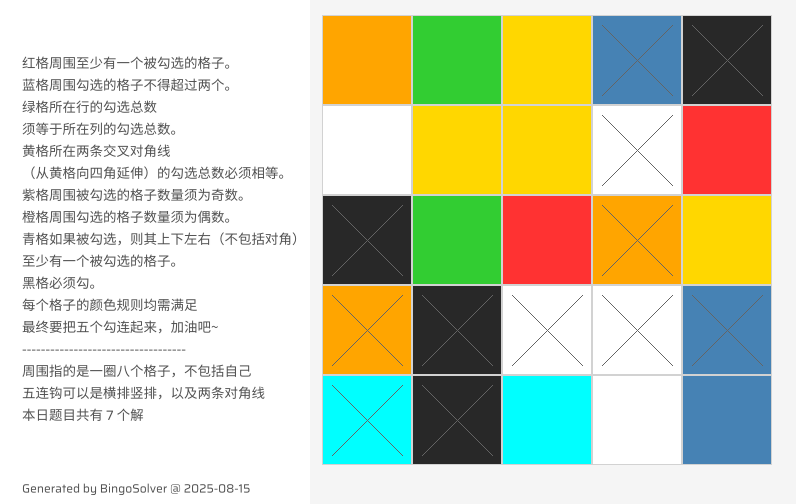 红格周围至少有一个被勾选的格子。
蓝格周围勾选的格子不得超过两个。
绿格所在行的勾选总数
须等于所在列的勾选总数。
黄格所在两条交叉对角线
（从黄格向四角延伸）的勾选总数必须相等。
紫格周围被勾选的格子数量须为奇数。
橙格周围勾选的格子数量须为偶数。
青格如果被勾选，则其上下左右（不包括对角）
至少有一个被勾选的格子。
黑格必须勾。
每个格子的颜色规则均需满足
最终要把五个勾连起来，加油吧~
-----------------------------------
周围指的是一圈八个格子，不包括自己
五连钩可以是横排竖排，以及两条对角线
本日题目共有 7 个解
Generated by BingoSolver @ 2025-08-15